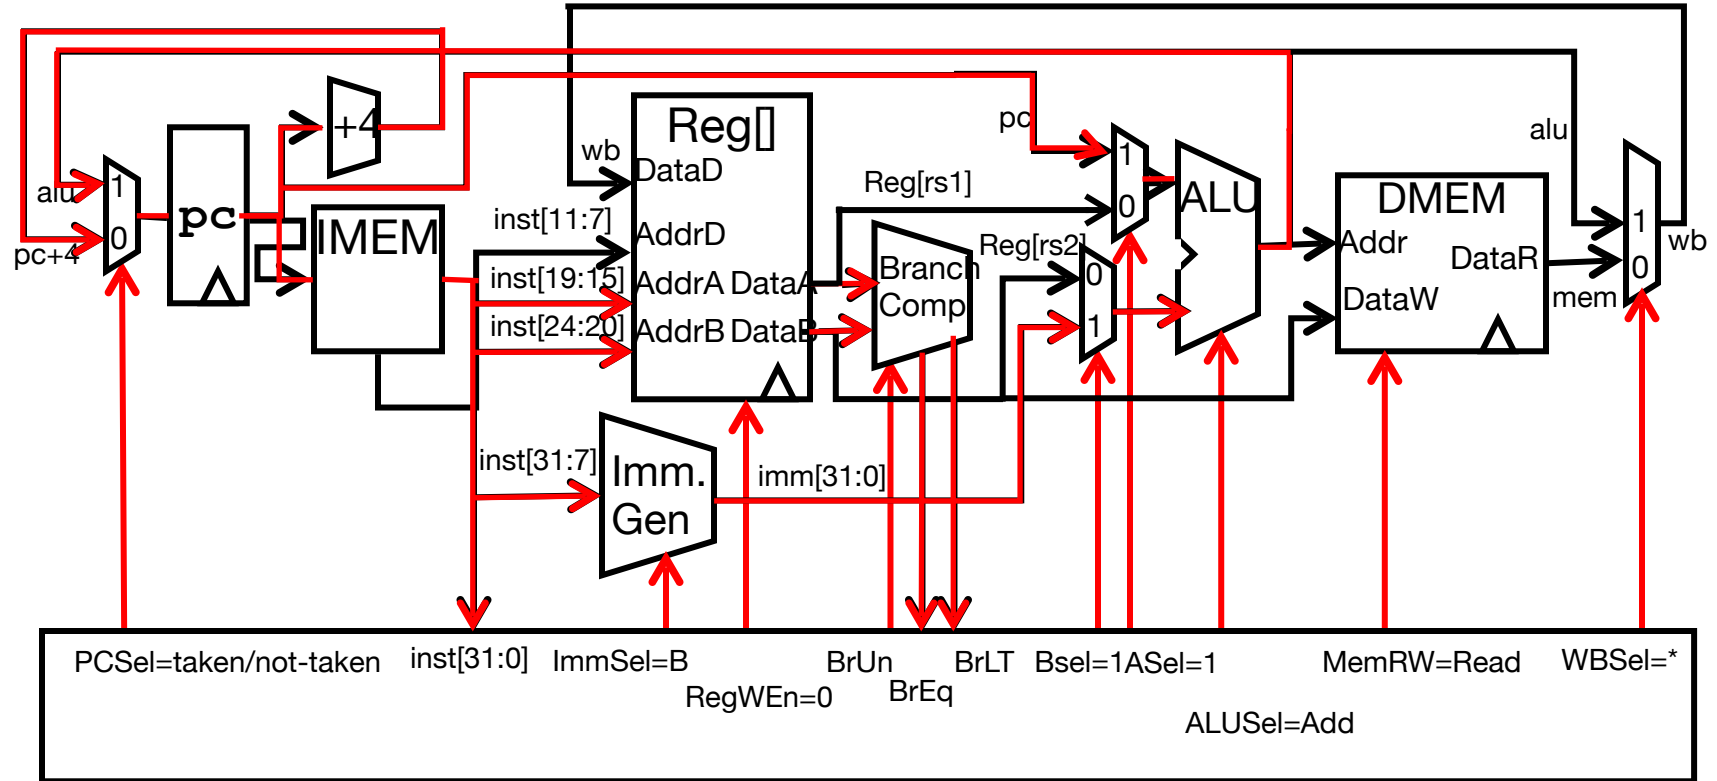 +4
Reg[]
pc
alu
wb
DataD
1
Reg[rs1]
1
alu
pc
0
pc+4
IMEM
inst[11:7]
AddrD
0
ALU
DMEM
Addr
1
wb
Reg[rs2]
DataR
0
inst[19:15]
AddrA DataA
Branch
Comp
0
mem
DataW
inst[24:20]
AddrB DataB
1
inst[31:7]
Imm.
Gen
imm[31:0]
PCSel=taken/not-taken
inst[31:0]
ImmSel=B
RegWEn=0
BrUn
BrEq
BrLT
Bsel=1
ASel=1
ALUSel=Add
MemRW=Read
WBSel=*